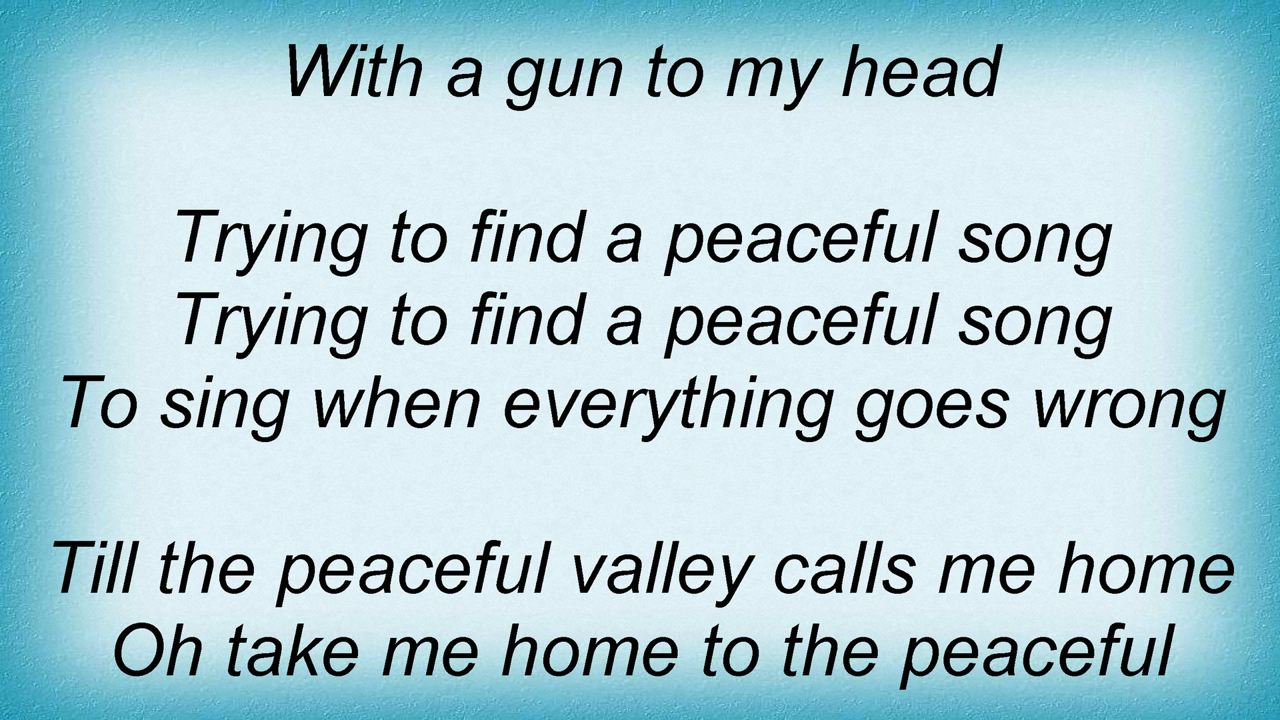 With a gun to my head
Trying to find a peaceful song
Trying to find a peaceful song
To sing when everything goes wrong
Till the peaceful valley calls me home
Oh take me home to the peaceful